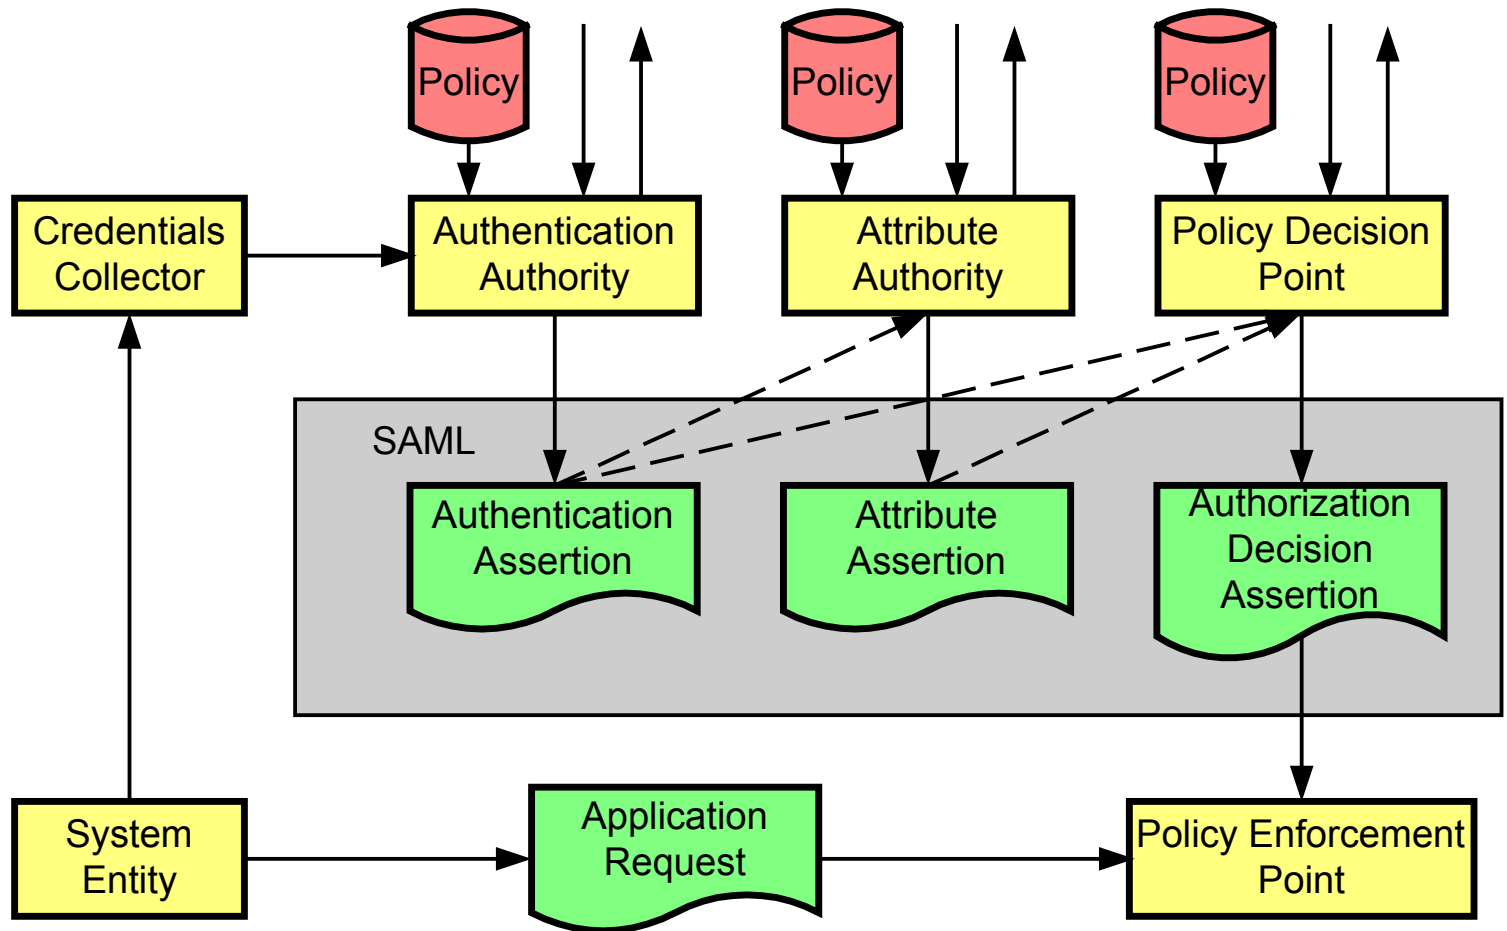 Policy
Policy
Policy
Credentials
Collector
Authentication
Authority
Attribute
Authority
Policy Decision
Point
SAML
Authentication
Assertion
Attribute
Assertion
Authorization
Decision
Assertion
System
Entity
Application
Request
Policy Enforcement
Point